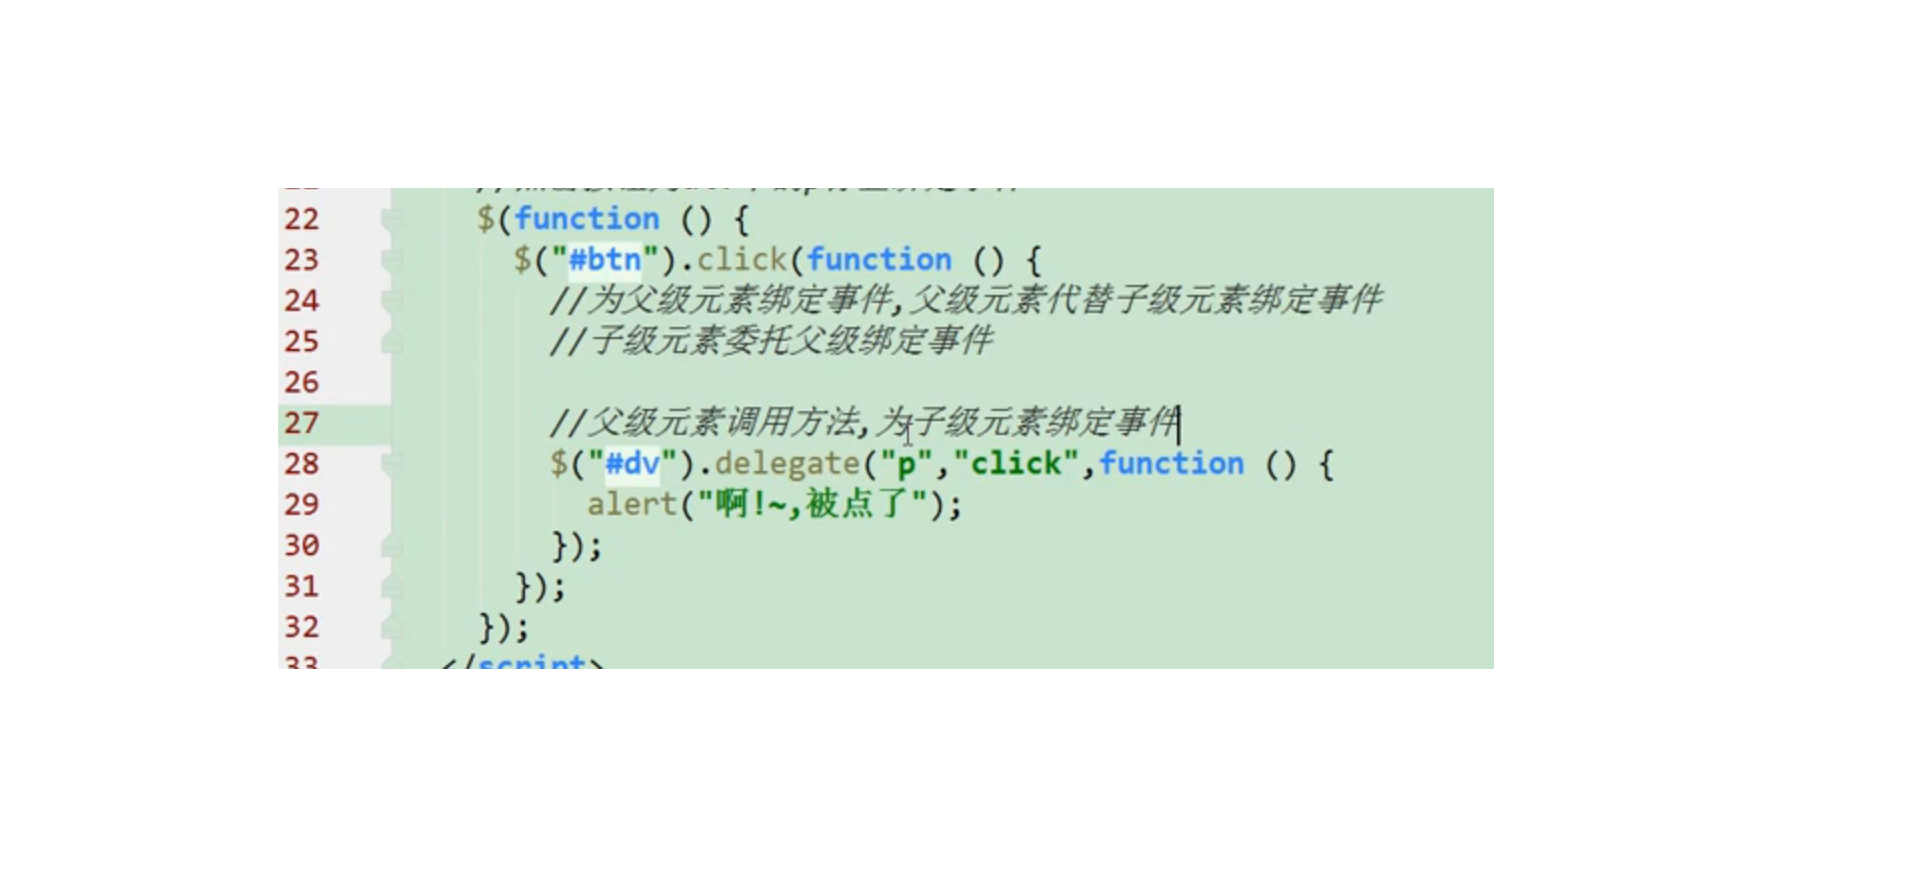 22 $(function () {
23 $("#btn").click(function () {
24 //为父级元素绑定事件,父级元素代替子级元素绑定事件
25 //子级元素委托父级绑定事件
26
27 //父级元素调用方法,为子级元素绑定事件
28 $("#dv").delegate("p","click",function () {
29 alert("啊!~,被点了");
30 });
31 });
32 });
33 </script>